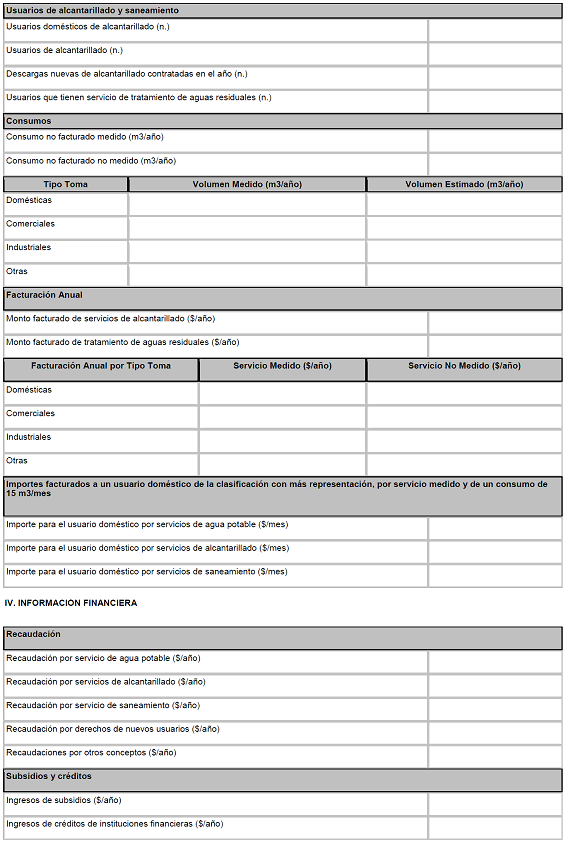 Usuarios de alcantarillado y saneamiento
Usuarios domésticos de alcantarillado (n.)
Usuarios de alcantarillado (n.)
Descargas nuevas de alcantarillado contratadas en el año (n.)
Usuarios que tienen servicio de tratamiento de aguas residuales (n.)
Consumos
Consumo no facturado medido (m3/año)
Consumo no facturado no medido (m3/año)
Tipo Toma Volumen Medido (m3/año) Volumen Estimado (m3/año)
Domésticas
Comerciales
Industriales
Otras
Facturación Anual
Monto facturado de servicios de alcantarillado ($/año)
Monto facturado de tratamiento de aguas residuales ($/año)
Facturación Anual por Tipo Toma Servicio Medido ($/año) Servicio No Medido ($/año)
Domésticas
Comerciales
Industriales
Otras
Importes facturados a un usuario doméstico de la clasificación con más representación, por servicio medido y de un consumo de
15 m3/mes
Importe para el usuario doméstico por servicios de agua potable ($/mes)
Importe para el usuario doméstico por servicios de alcantarillado ($/mes)
Importe para el usuario doméstico por servicios de saneamiento ($/mes)
IV. INFORMACION FINANCIERA
Recaudación
Recaudación por servicio de agua potable ($/año)
Recaudación por servicios de alcantarillado ($/año)
Recaudación por servicio de saneamiento ($/año)
Recaudación por derechos de nuevos usuarios ($/año)
Recaudaciones por otros conceptos ($/año)
Subsidios y créditos
Ingresos de subsidios ($/año)
Ingresos de créditos de instituciones financieras ($/año)